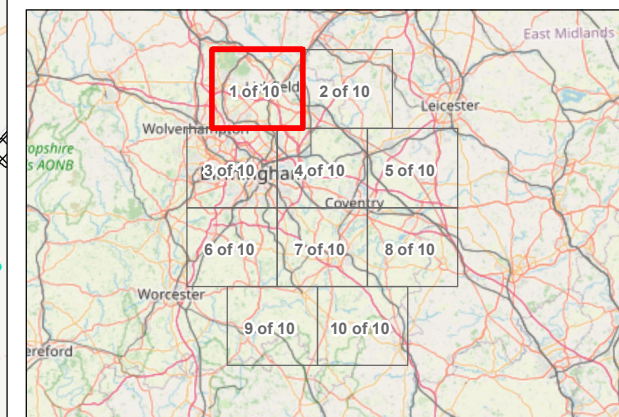 East Midlands
1 of 10
2 of 10
Leicester
Wolverhampton
ropshire
s AONB
3 of 10
4 of 10
5 of 10
Coventry
6 of 10
7 of 10
8 of 10
Worcester
9 of 10
10 of 10
ereford